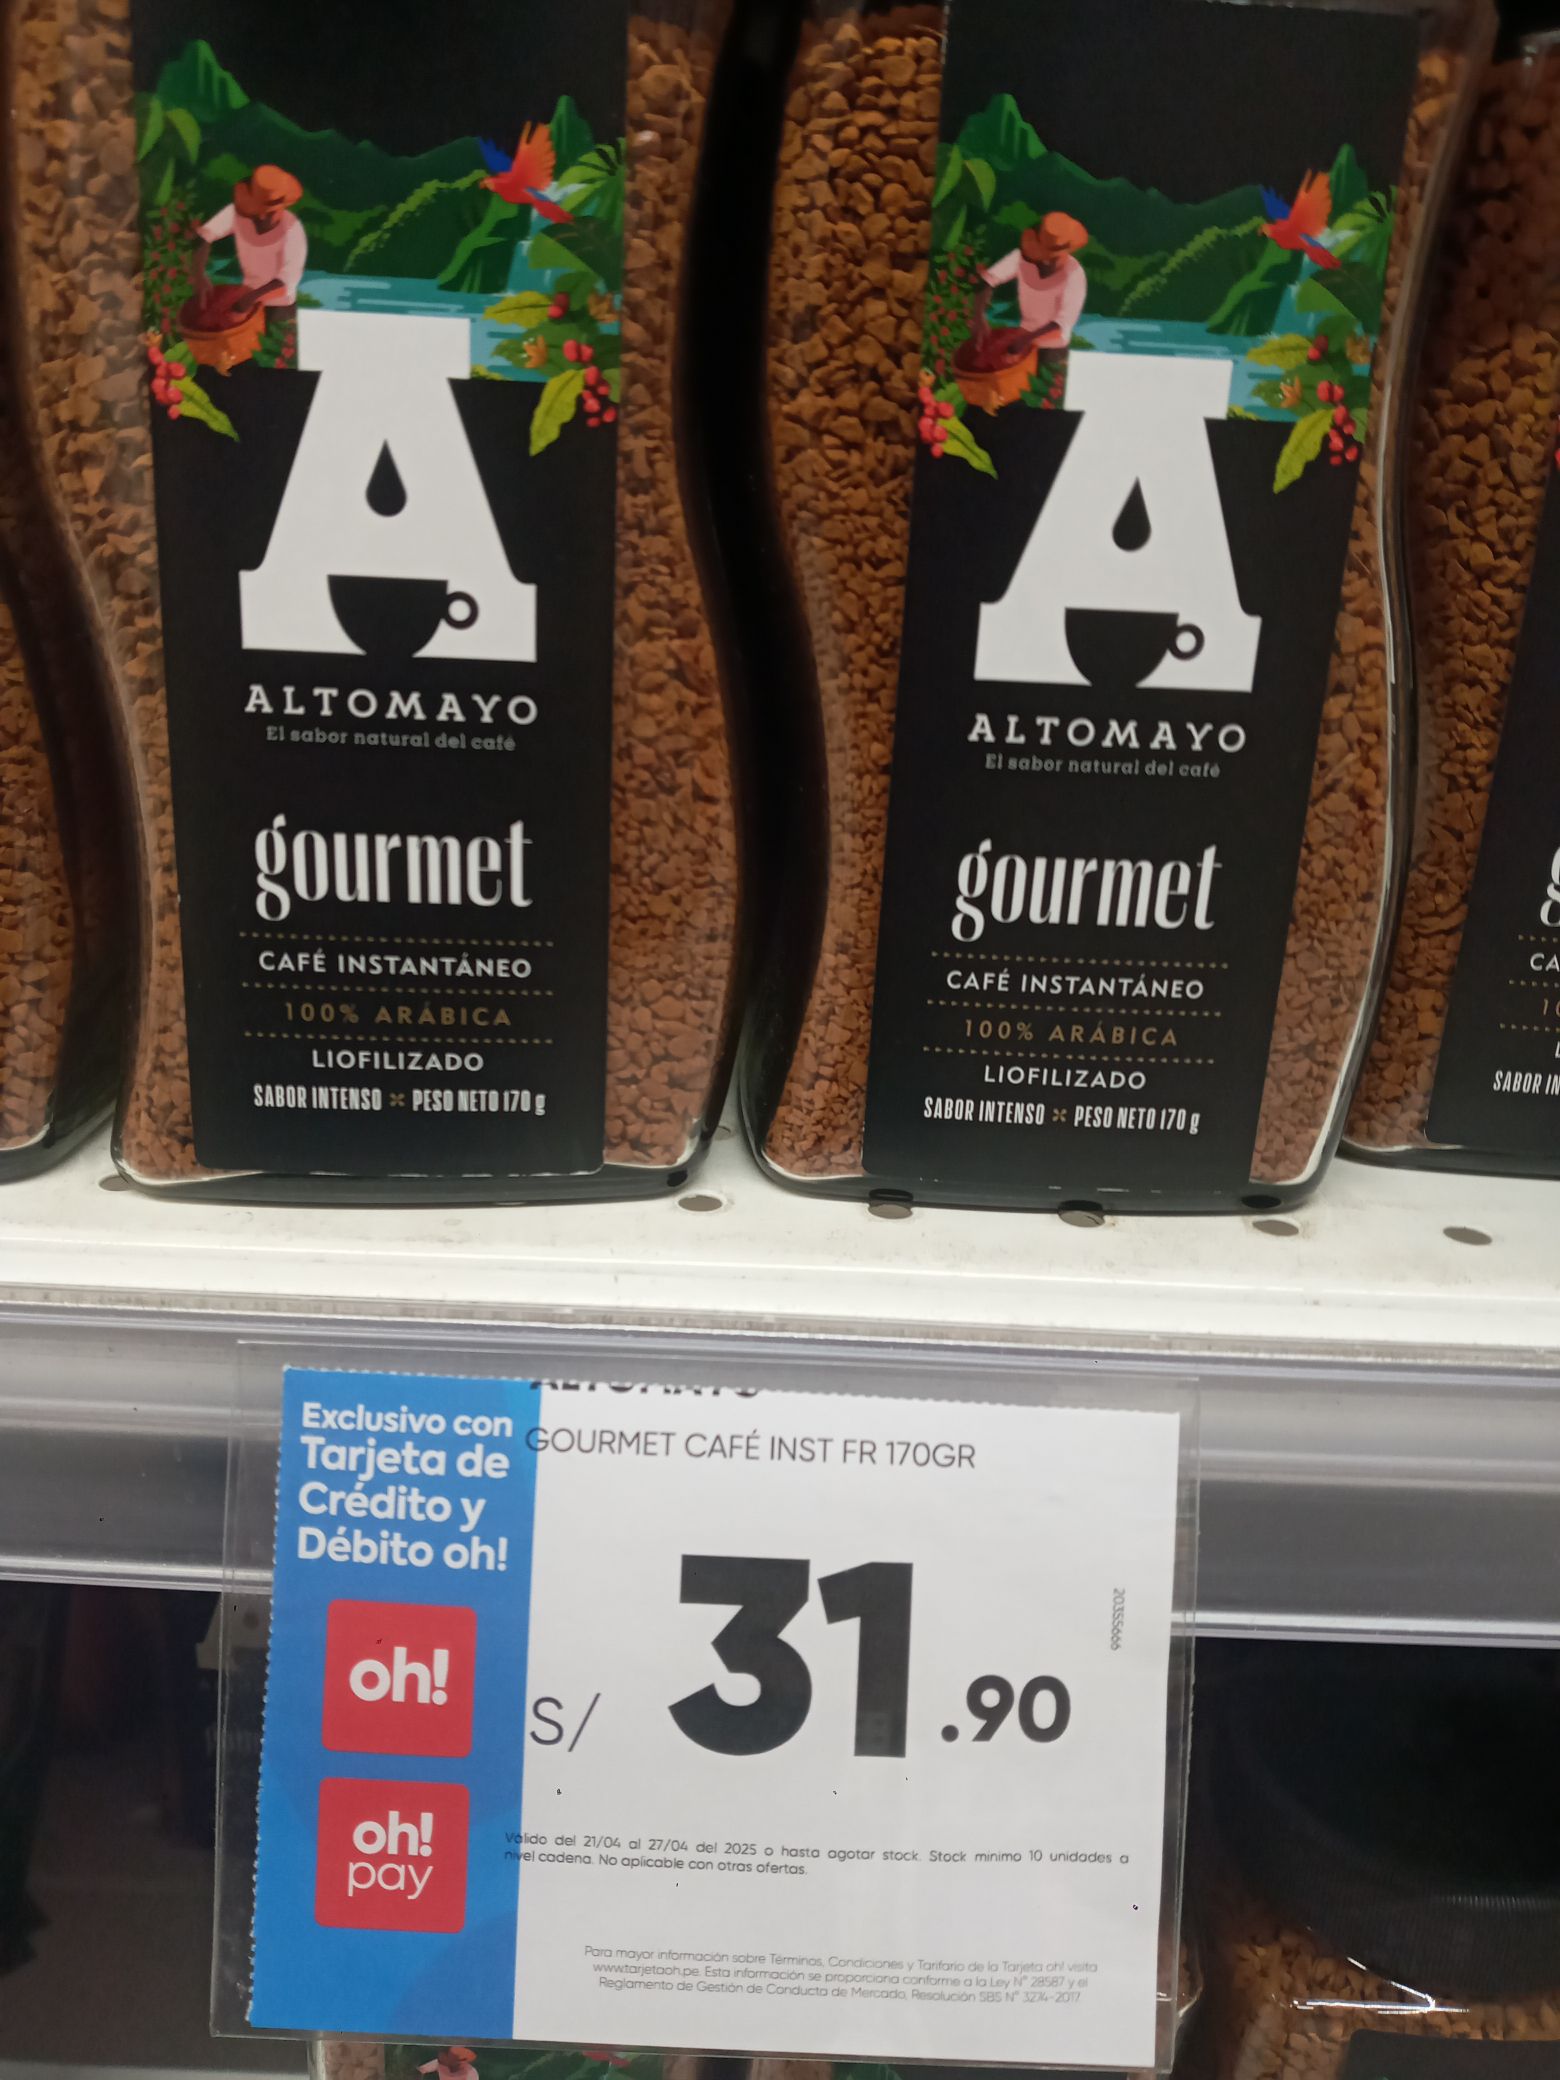 A
ALTOMAYO
El sabor natural del café
gourmet
CAFÉ INSTANTÁNEO
100% ARÁBICA
LIOFILIZADO
SABOR INTENSO PESO NETO 170 g
A
ALTOMAYO
El sabor natural del café
gourmet
CAFÉ INSTANTÁNEO
100% ARÁBICA
LIOFILIZADO
SABOR INTENSO PESO NETO 170 g
g
CA
10
L
SABOR IN
Exclusivo con
Tarjeta de
Crédito y
Débito oh!
oh!
oh!
pay
ALTOMAYO
GOURMET CAFÉ INST FR 170GR
S/ 31.90
20355666
Válido del 21/04 al 27/04 del 2025 o hasta agotar stock. Stock mínimo 10 unidades a
nivel cadena. No aplicable con otras ofertas.
Para mayor información sobre Términos, Condiciones y Tarifario de la Tarjeta oh! visita
www.tarjetaoh.pe. Esta información se proporciona conforme a la Ley N° 28587 y el
Reglamento de Gestión de Conducta de Mercado, Resolución SBS N° 3274-2017.